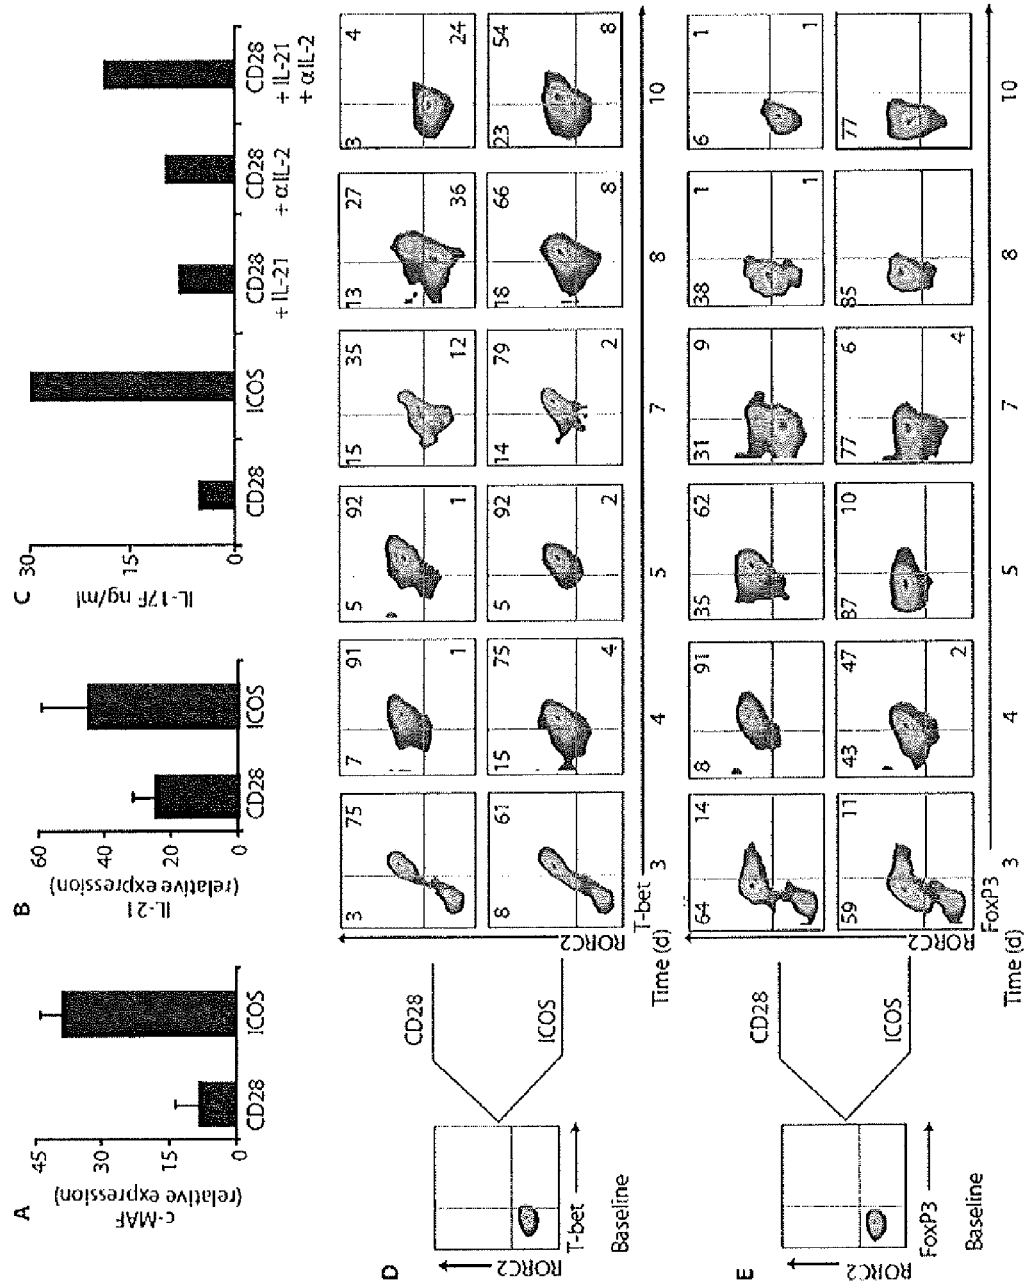 A
c-MAF
(relative expression)
45
30
15
0
CD28
ICOS
B
IL-21
(relative expression)
60
40
20
0
CD28
ICOS
C
IL-17F ng/ml
30
15
0
CD28
ICOS
CD28
+ IL-21
CD28
+ αIL-2
CD28
+ IL-21
+ αIL-2
D
RORC2
T-bet
Baseline
CD28
ICOS
RORC2
3 75
7 91
1
5 92
1
15 35
12
13 27
36
3 4
24
8 61
15 75
4
5 92
2
14 79
2
18 66
8
23 54
8
T-bet
Time (d)
3 4 5 7 8 10
E
RORC2
FoxP3
Baseline
CD28
ICOS
RORC2
64 14
8 91
35 62
31 9
38 1
1
6 1
1
59 11
43 47
2
87 10
77 6
4
85
77
FoxP3
Time (d)
3 4 5 7 8 10